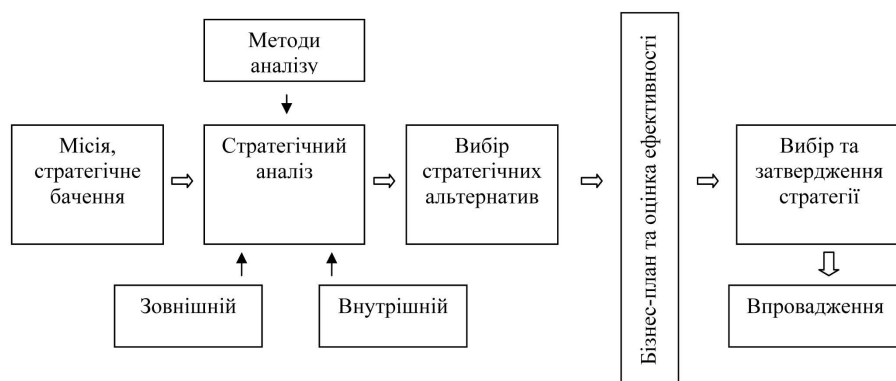 Методи
аналізу
Місія,
стратегічне
бачення
Стратегічний
аналіз
Вибір
стратегічних
альтернатив
Бізнес-план та оцінка ефективності
Вибір та
затвердження
стратегії
Зовнішній
Внутрішній
Впровадження